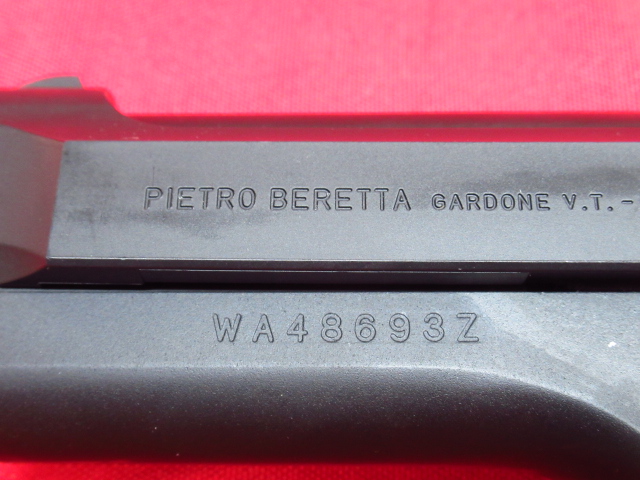 PIETRO BERETTA GARDONE V.T.-
WA48693Z